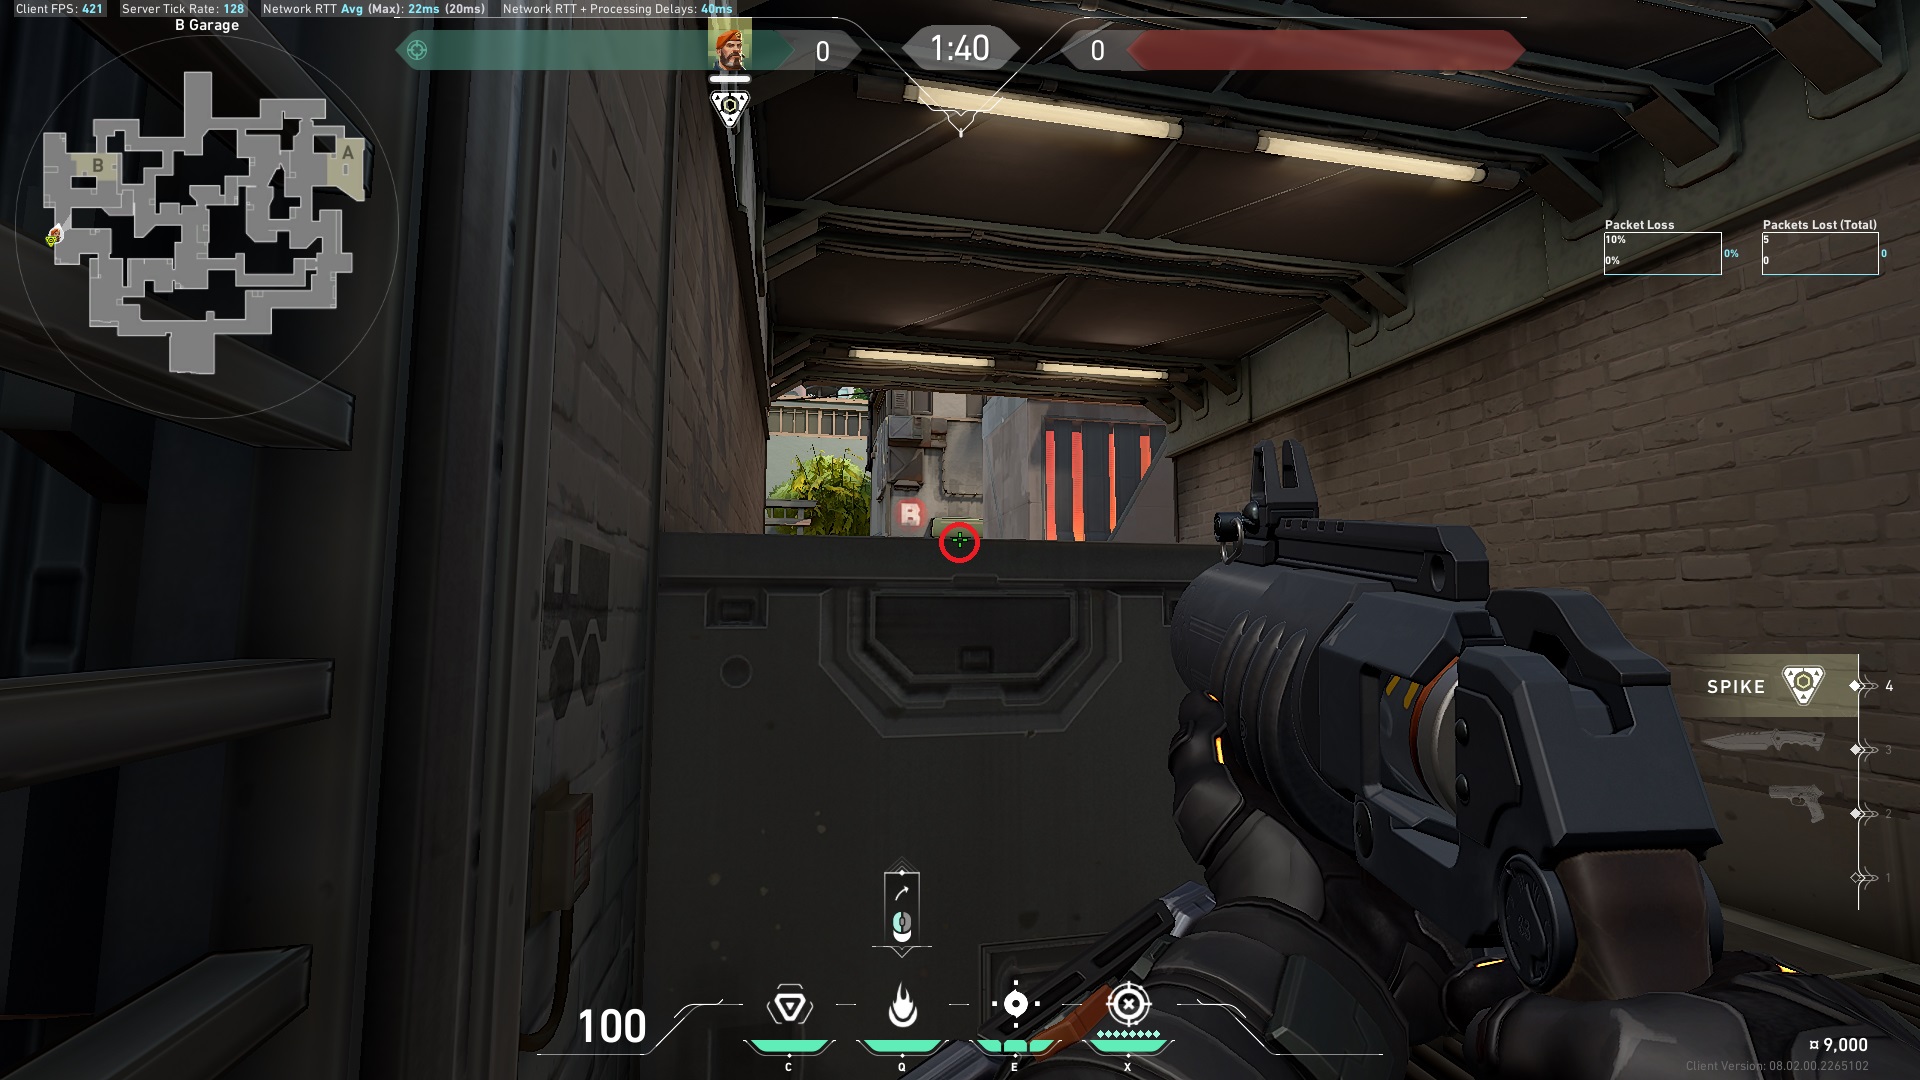 Client FPS: 421
Server Tick Rate: 128
Network RTT Avg (Max): 22ms (20ms)
Network RTT + Processing Delays: 40ms
B Garage
0
1:40
0
A
B
Packet Loss
10%
0%
0%
Packets Lost (Total)
5
0
0
B
SPIKE
4
3
2
1
100
C
Q
E
X
¤ 9,000
Client Version: 08.02.00.2265102